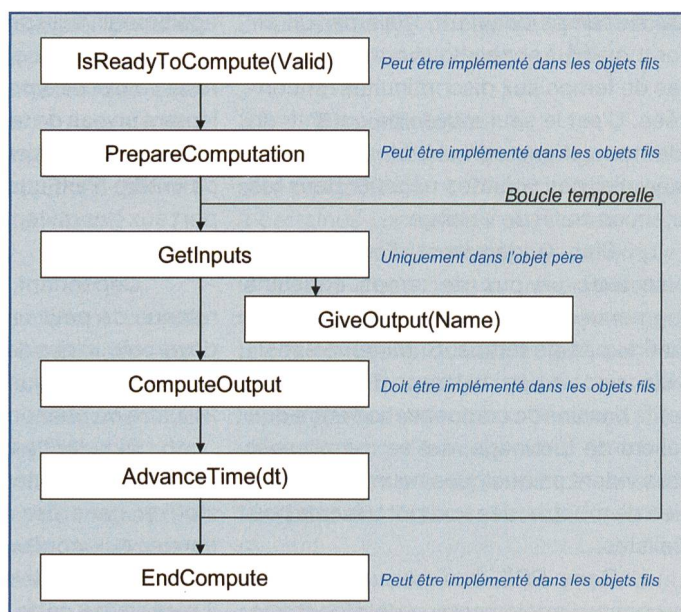 IsReadyToCompute(Valid)
Peut être implémenté dans les objets fils
PrepareComputation
Peut être implémenté dans les objets fils
Boucle temporelle
GetInputs
Uniquement dans l'objet père
GiveOutput(Name)
ComputeOutput
Doit être implémenté dans les objets fils
AdvanceTime(dt)
EndCompute
Peut être implémenté dans les objets fils